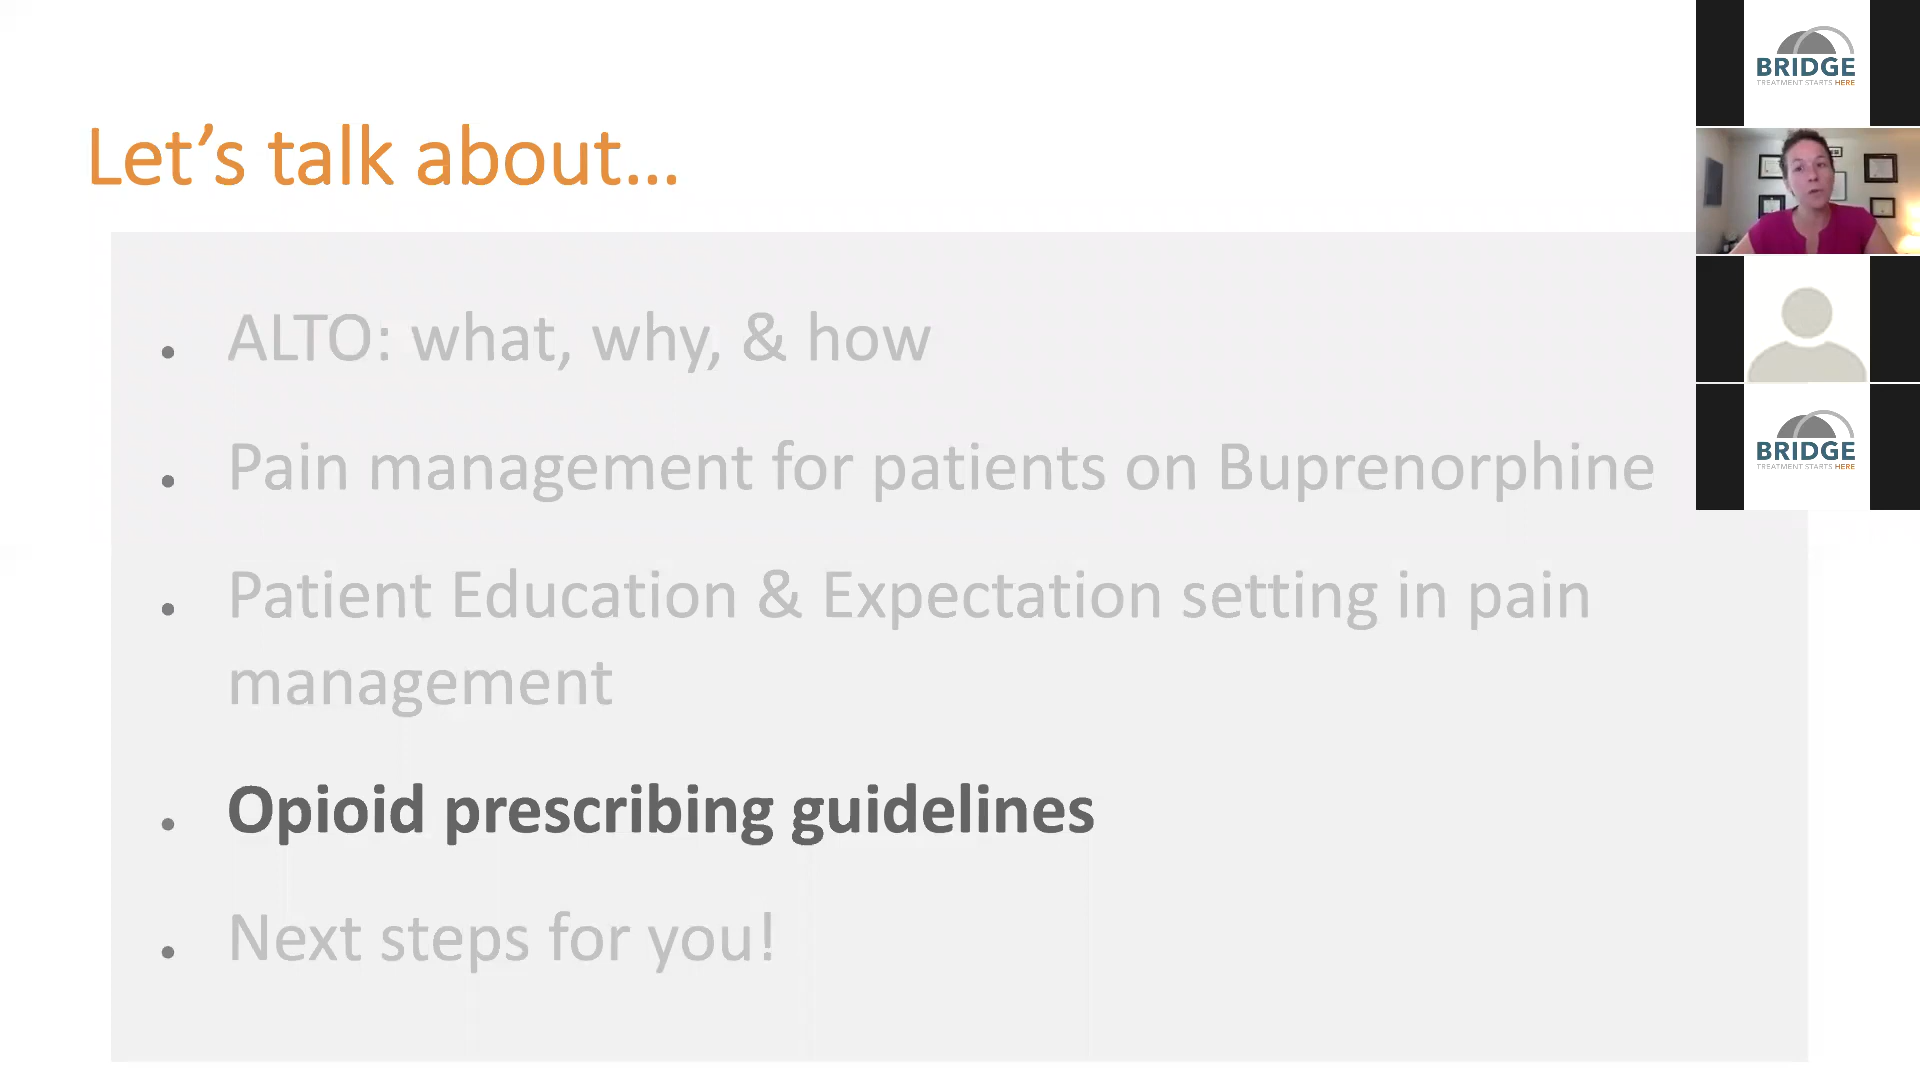 Let’s talk about...
ALTO: what, why, & how
Pain management for patients on Buprenorphine
Patient Education & Expectation setting in pain
management
Opioid prescribing guidelines
Next steps for you!
BRIDGE
TREATMENT STARTS HERE
BRIDGE
TREATMENT STARTS HERE